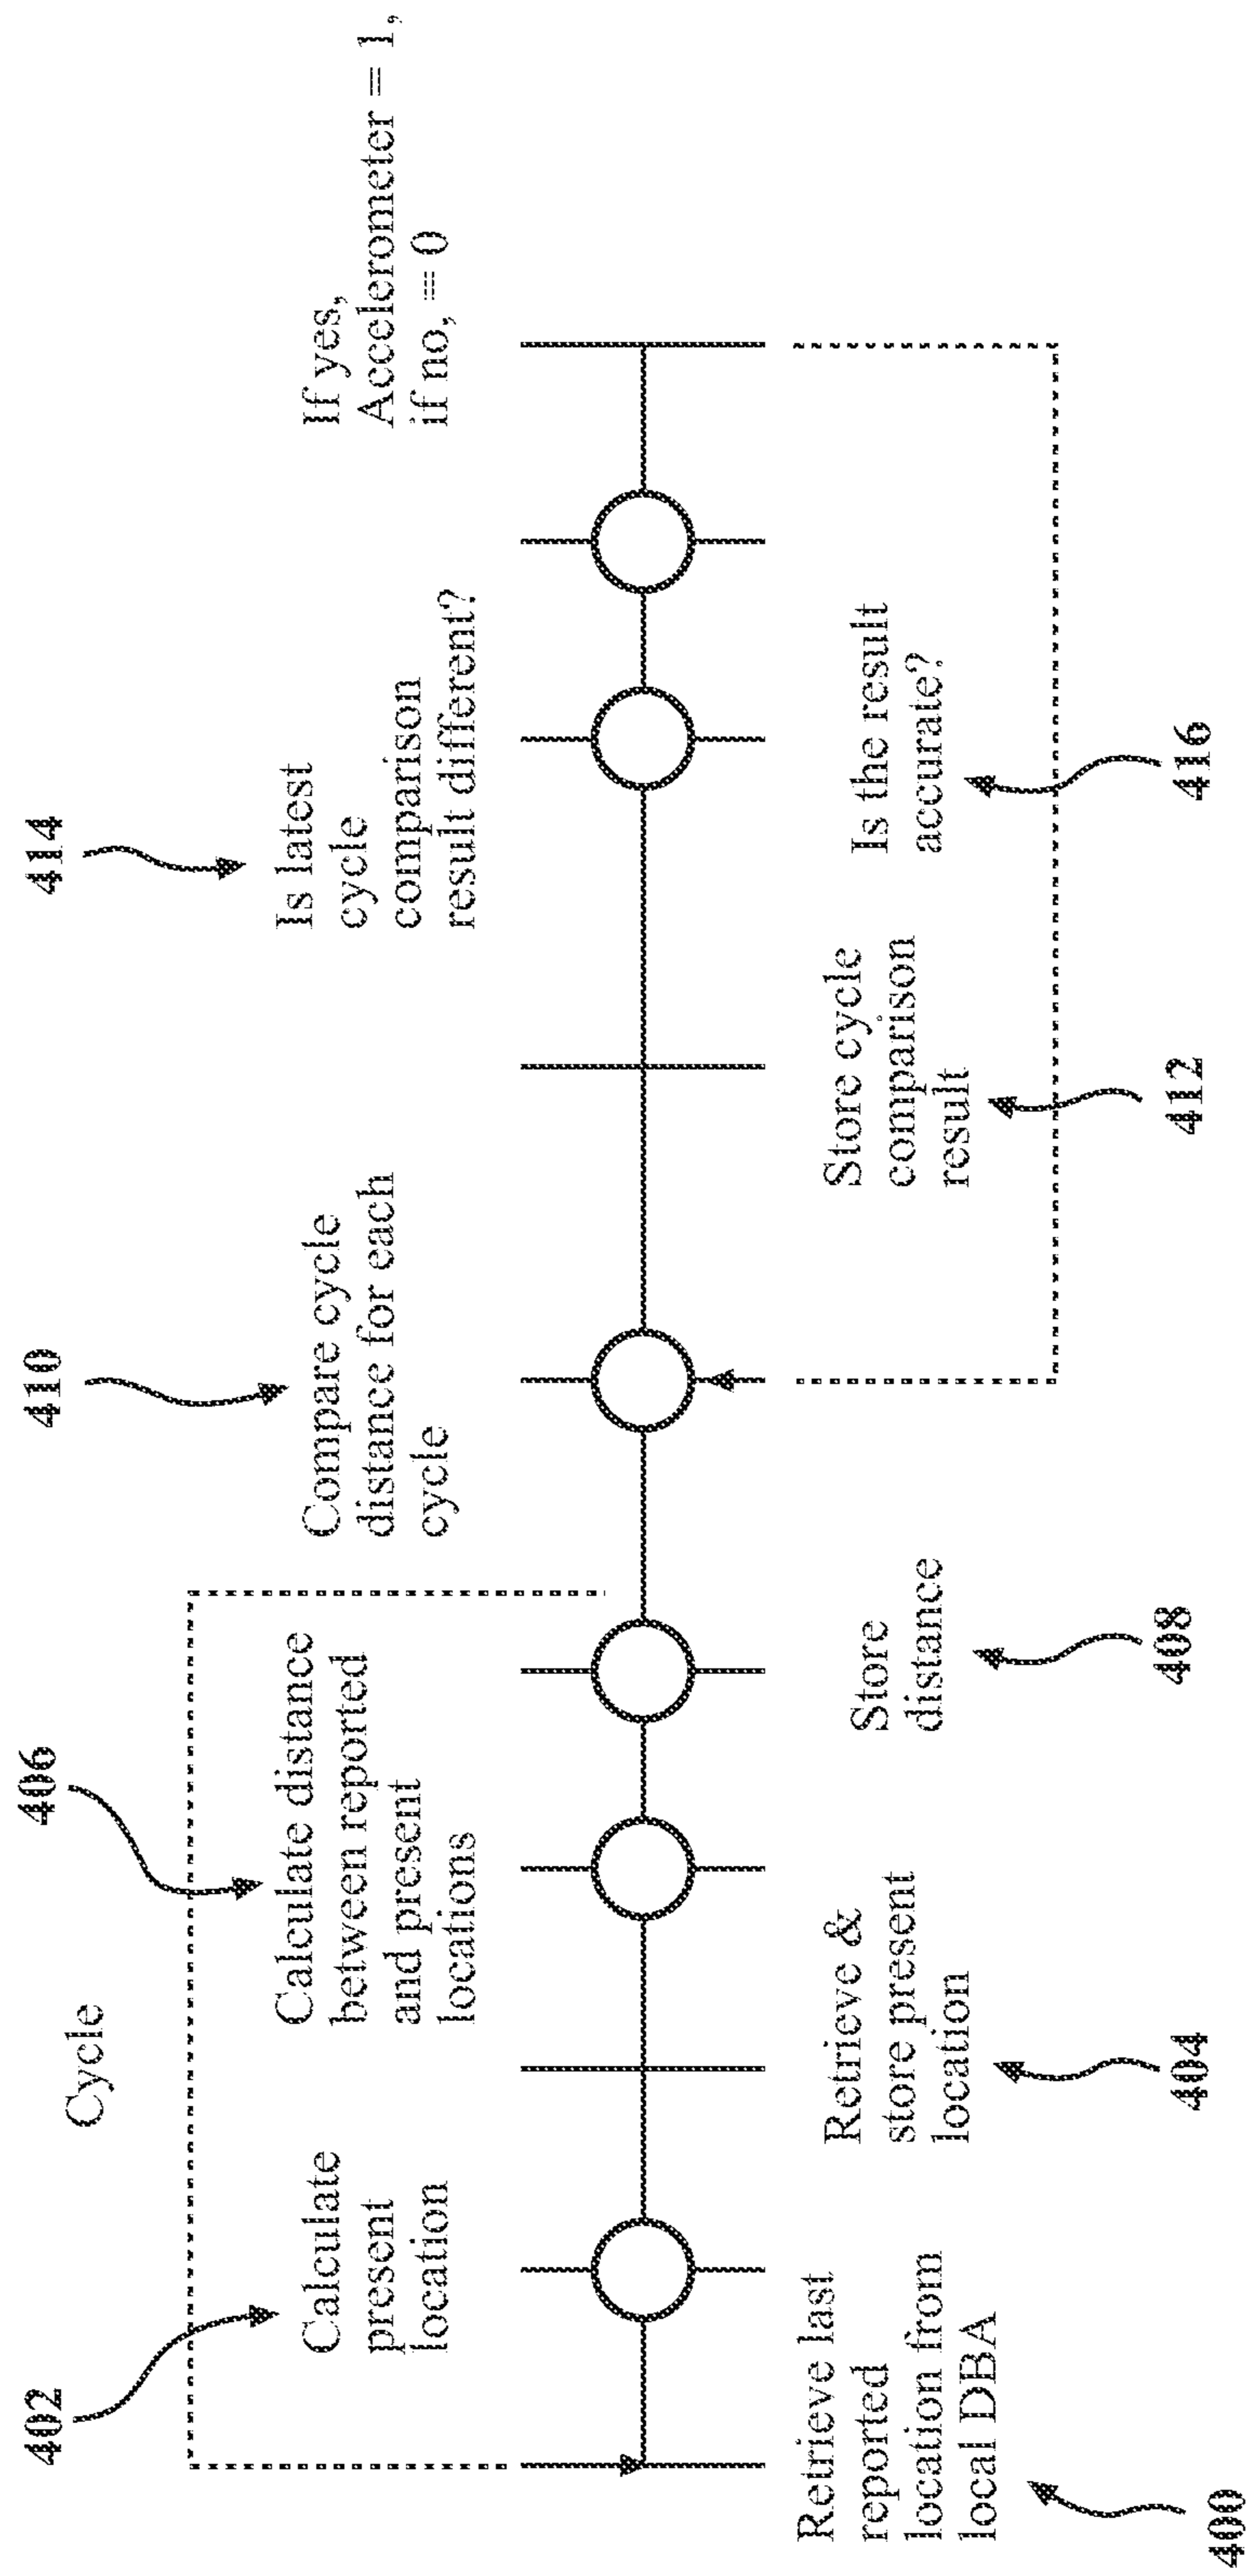 Cycle
402
Calculate
present
location
406
Calculate distance
between reported
and present
locations
410
Compare cycle
distance for each
cycle
414
Is latest
cycle
comparison
result different?
If yes,
Accelerometer = 1,
if no, = 0
Retrieve last
reported
location from
local DBA
400
Retrieve &
store present
location
404
Store
distance
408
Store cycle
comparison
result
412
Is the result
accurate?
416